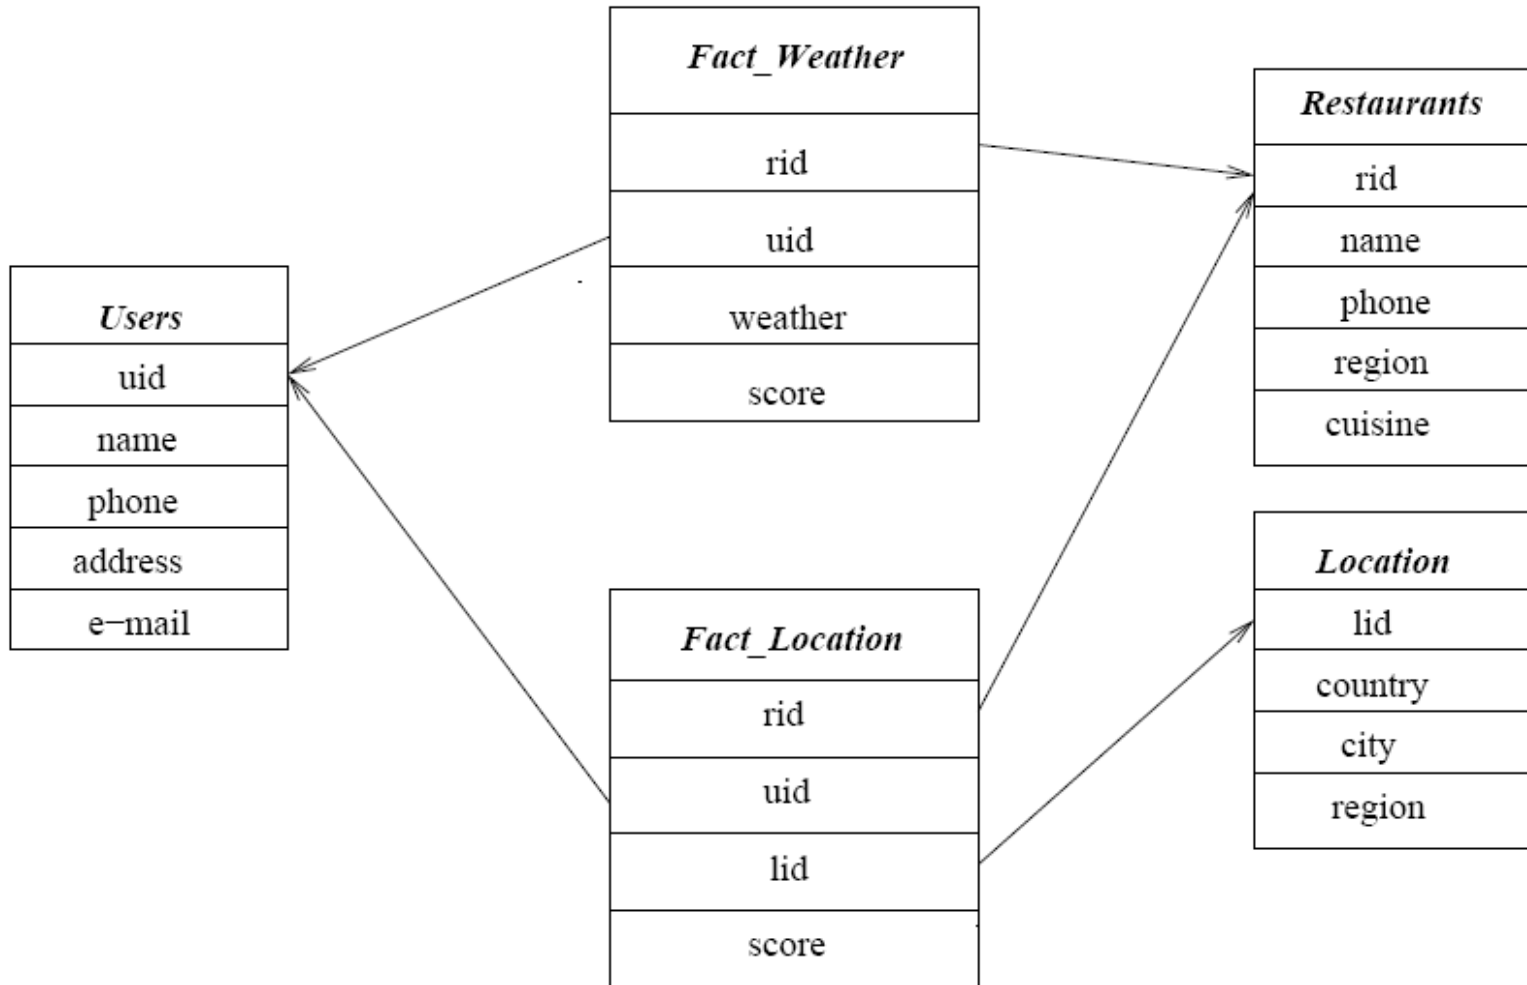 Fact_Weather
rid
uid
weather
score
Users
uid
name
phone
address
e−mail
Restaurants
rid
name
phone
region
cuisine
Fact_Location
rid
uid
lid
score
Location
lid
country
city
region